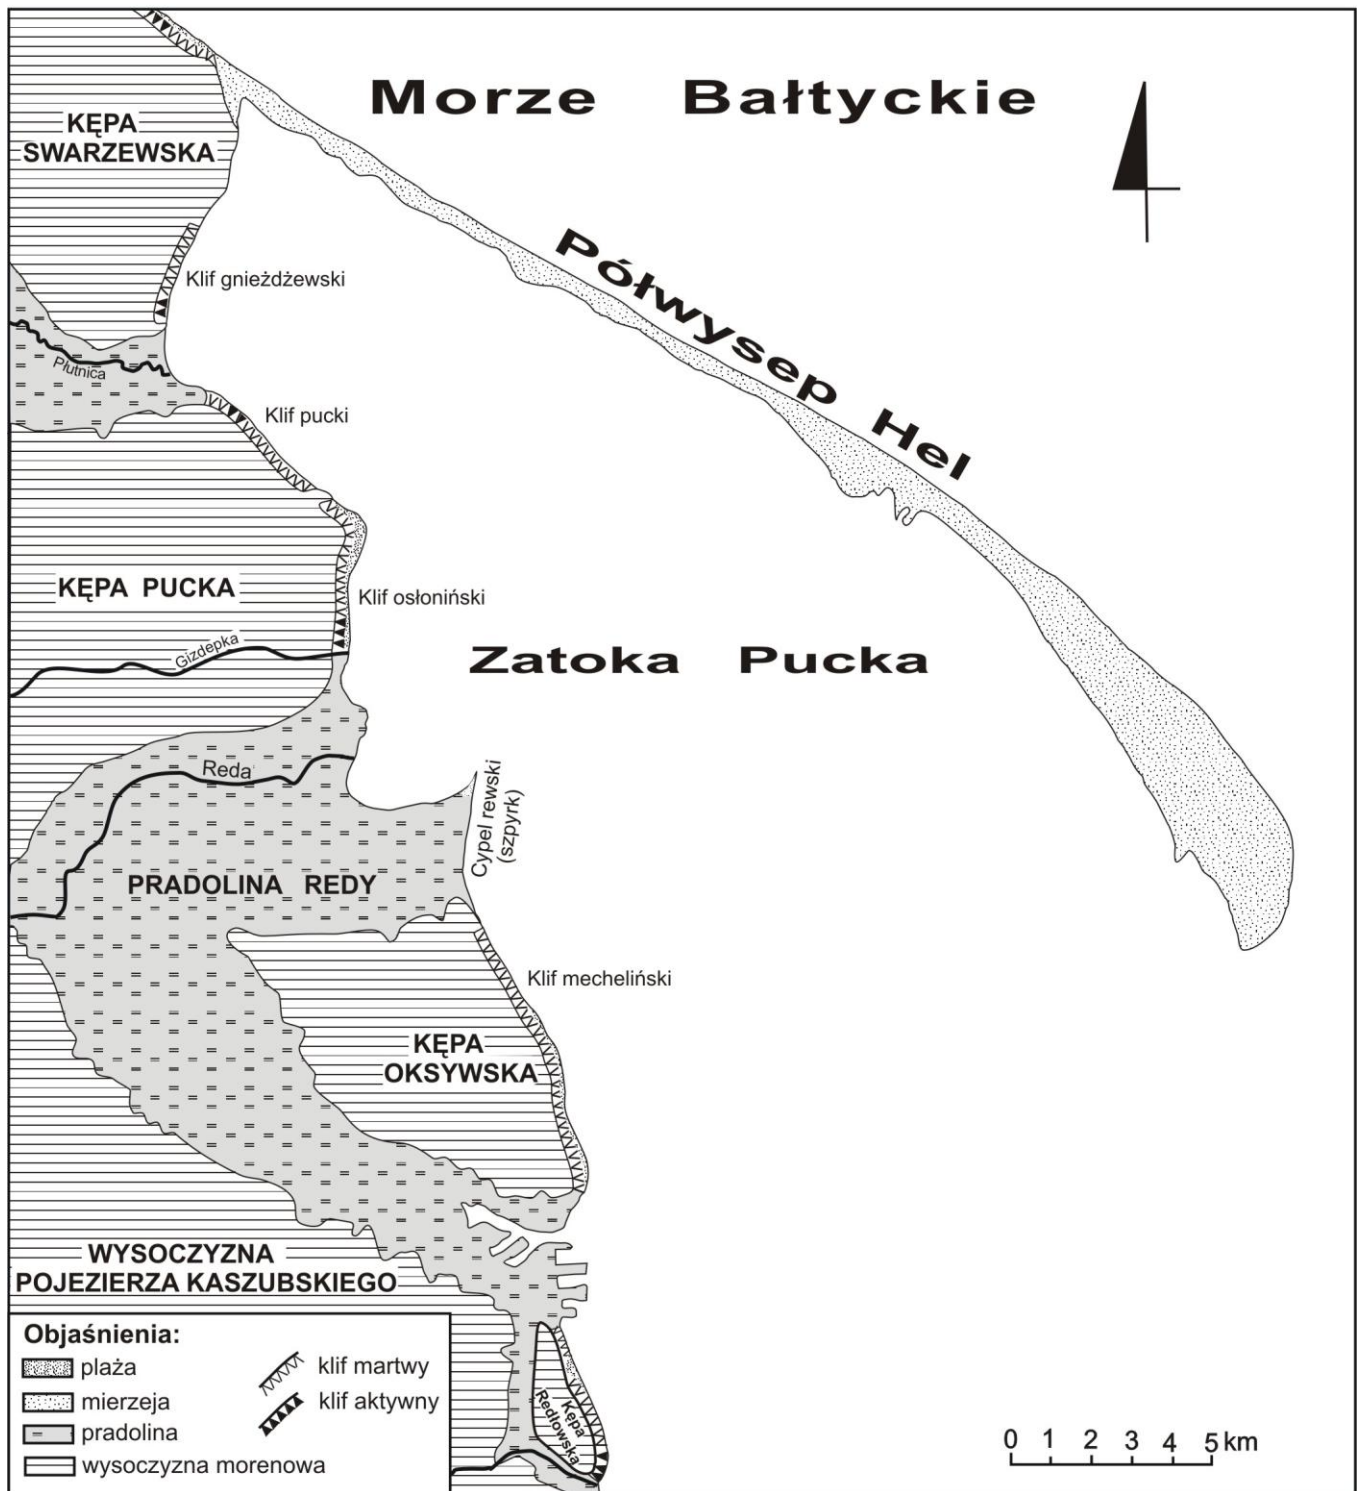 Morze Bałtyckie
KĘPA
SWARZEWSKA
Półwysep Hel
Klif gnieżdżewski
Płutnica
Klif pucki
KĘPA PUCKA
Klif osłoniński
Gizdepka
Zatoka Pucka
Reda
Cypel rewski
(szpyrk)
PRADOLINA REDY
Klif mecheliński
KĘPA
OKSYWSKA
WYSOCZYZNA
POJEZIERZA KASZUBSKIEGO
Objaśnienia:
plaża
mierzeja
pradolina
wysoczyzna morenowa
klif martwy
klif aktywny
Kępa
Redłowska
0 1 2 3 4 5 km